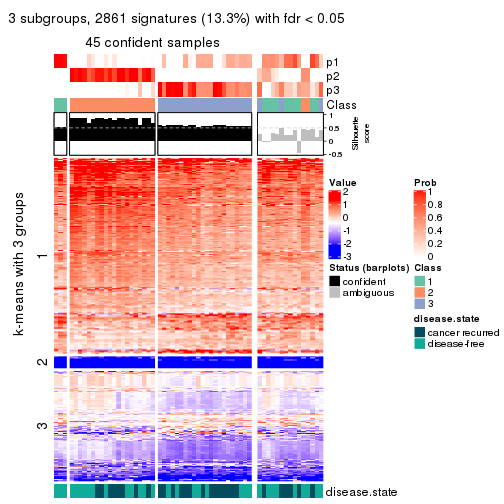 3 subgroups, 2861 signatures (13.3%) with fdr < 0.05
45 confident samples
p1
p2
p3
Class
1
0.5
0
-0.5
Silhouette
score
k-means with 3 groups
1
2
3
Value
2
1
0
-1
-2
-3
Prob
1
0.8
0.6
0.4
0.2
0
Status (barplots)
confident
ambiguous
Class
1
2
3
disease.state
cancer recurred
disease-free
disease.state